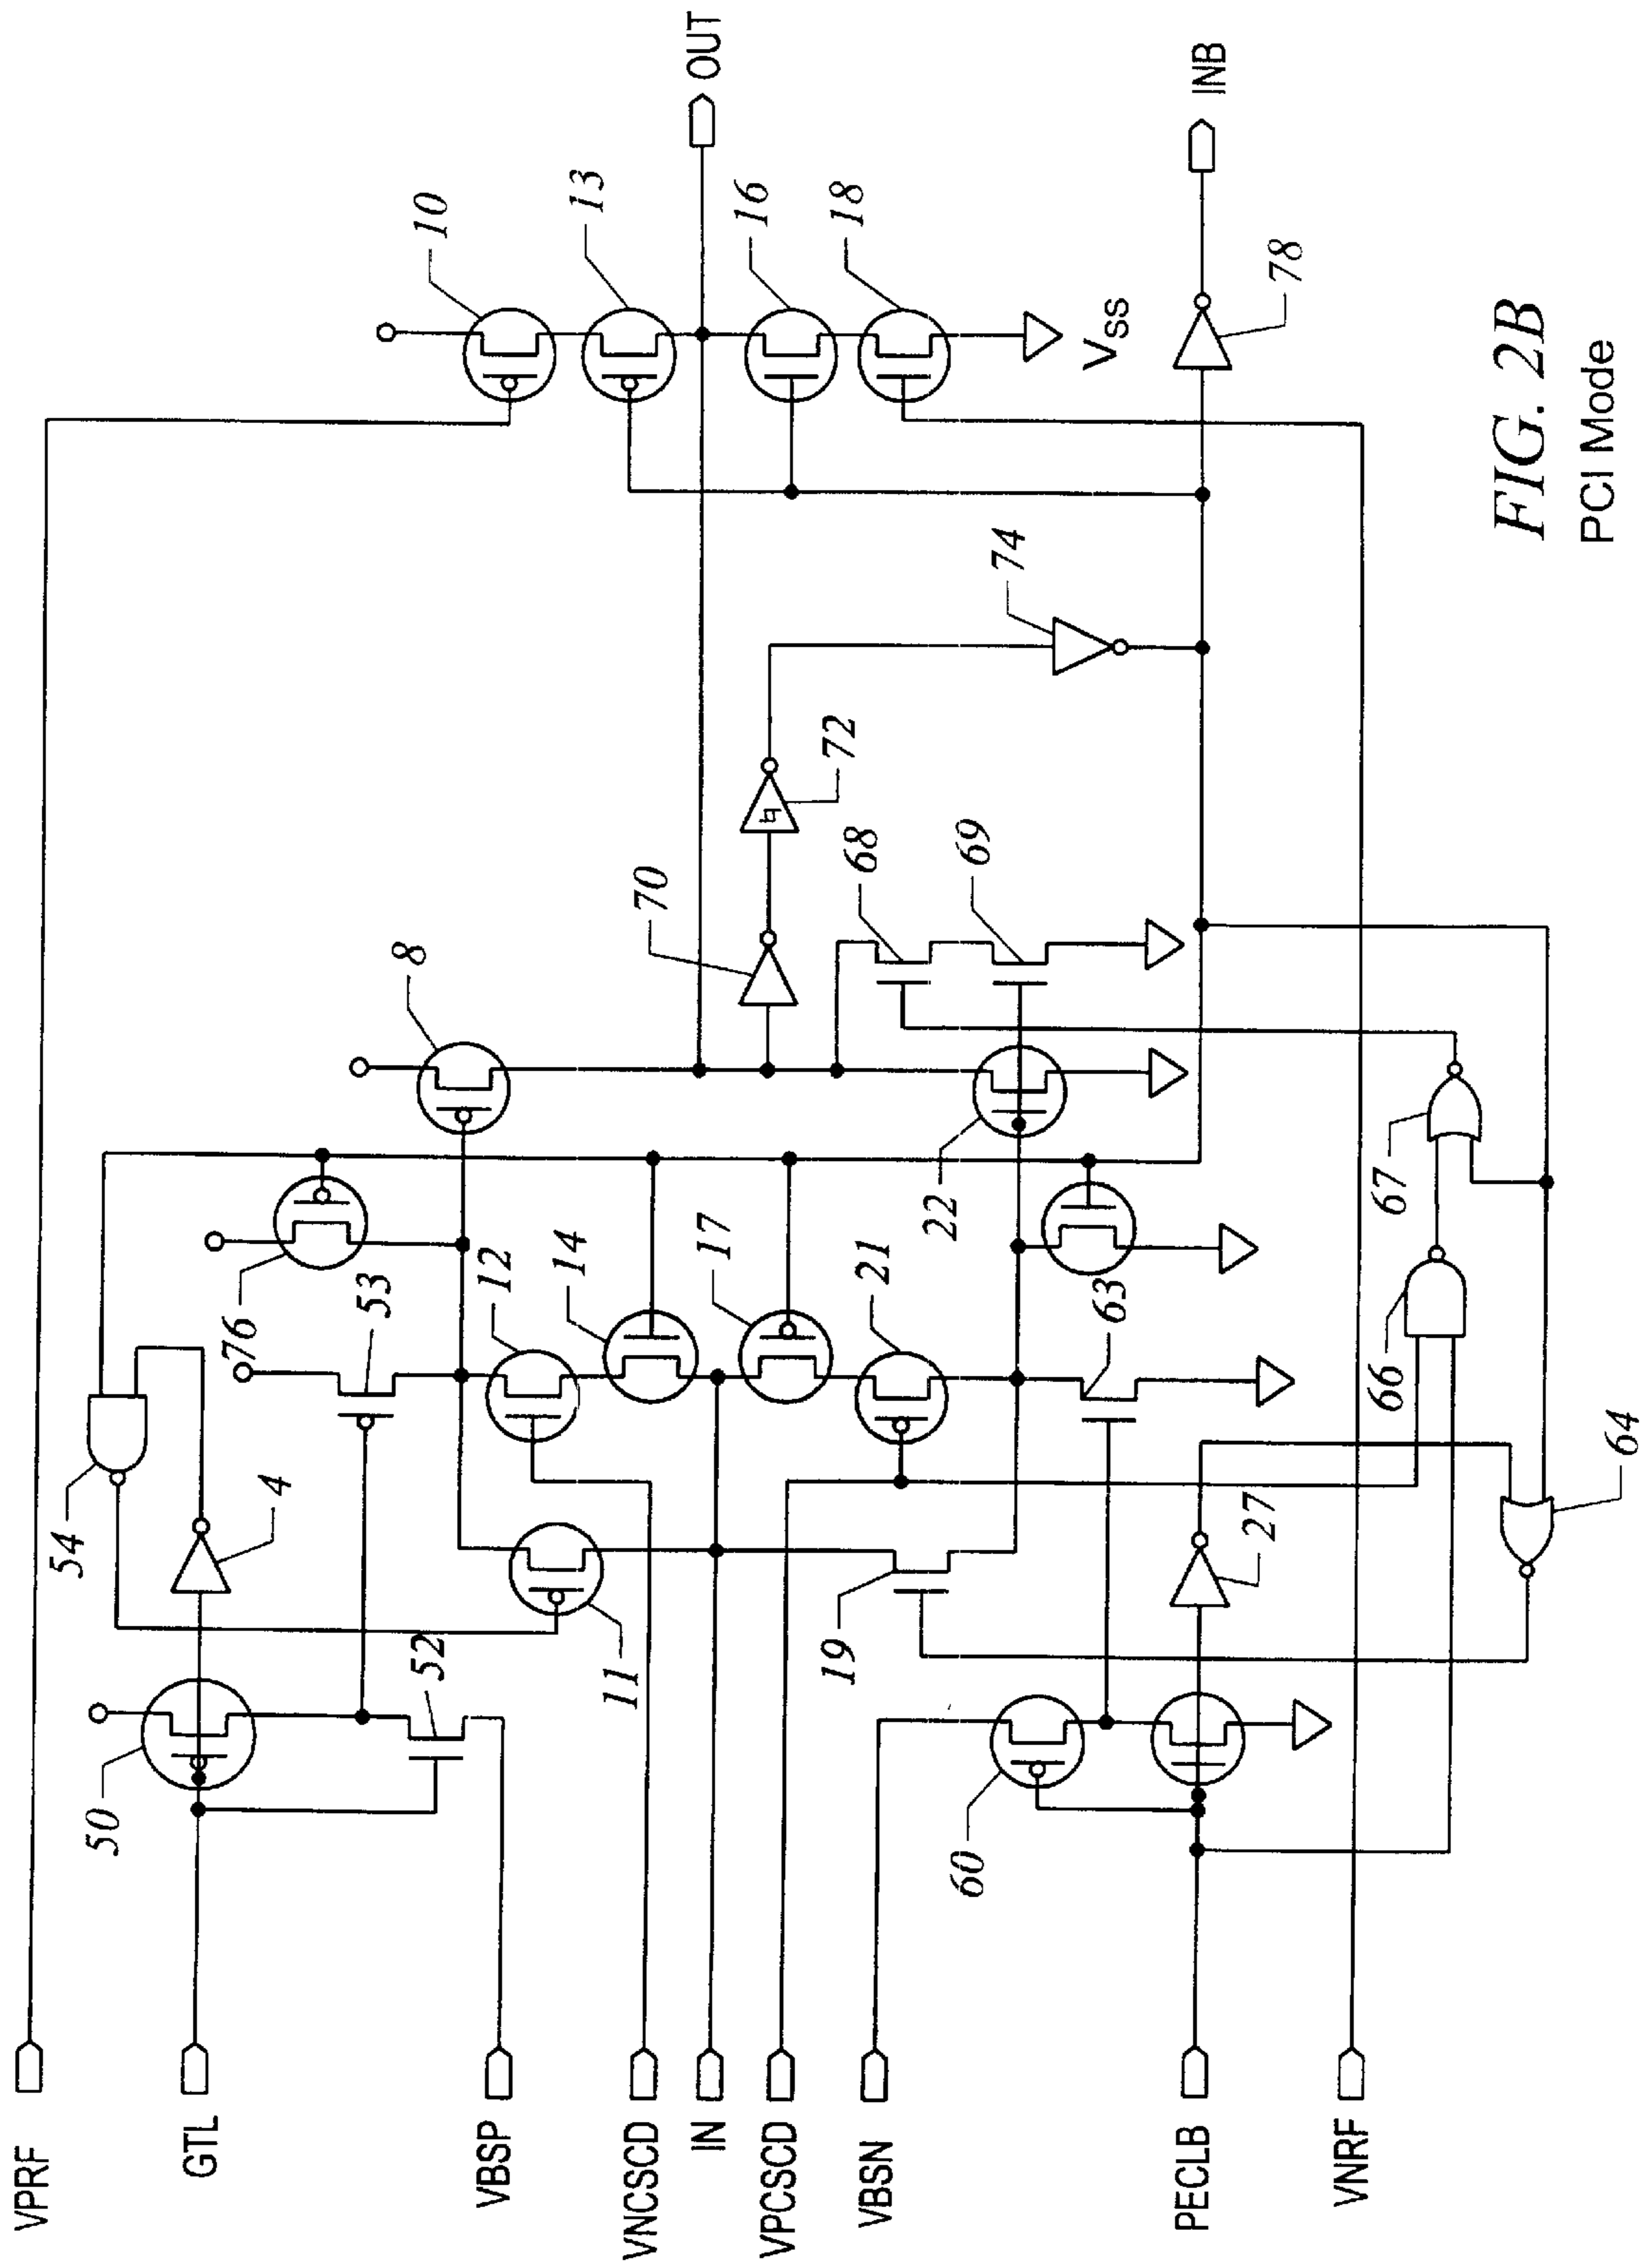 VPRF
GTL
VBSP
VNCSCD
IN
VPCSCD
VBSN
PECLB
VNRF
50
54
4
52
11
53
76
12
14
17
21
19
63
60
27
66
64
67
22
8
70
68
69
72
74
10
13
16
18
VSS
78
OUT
INB
FIG. 2B
PCI Mode